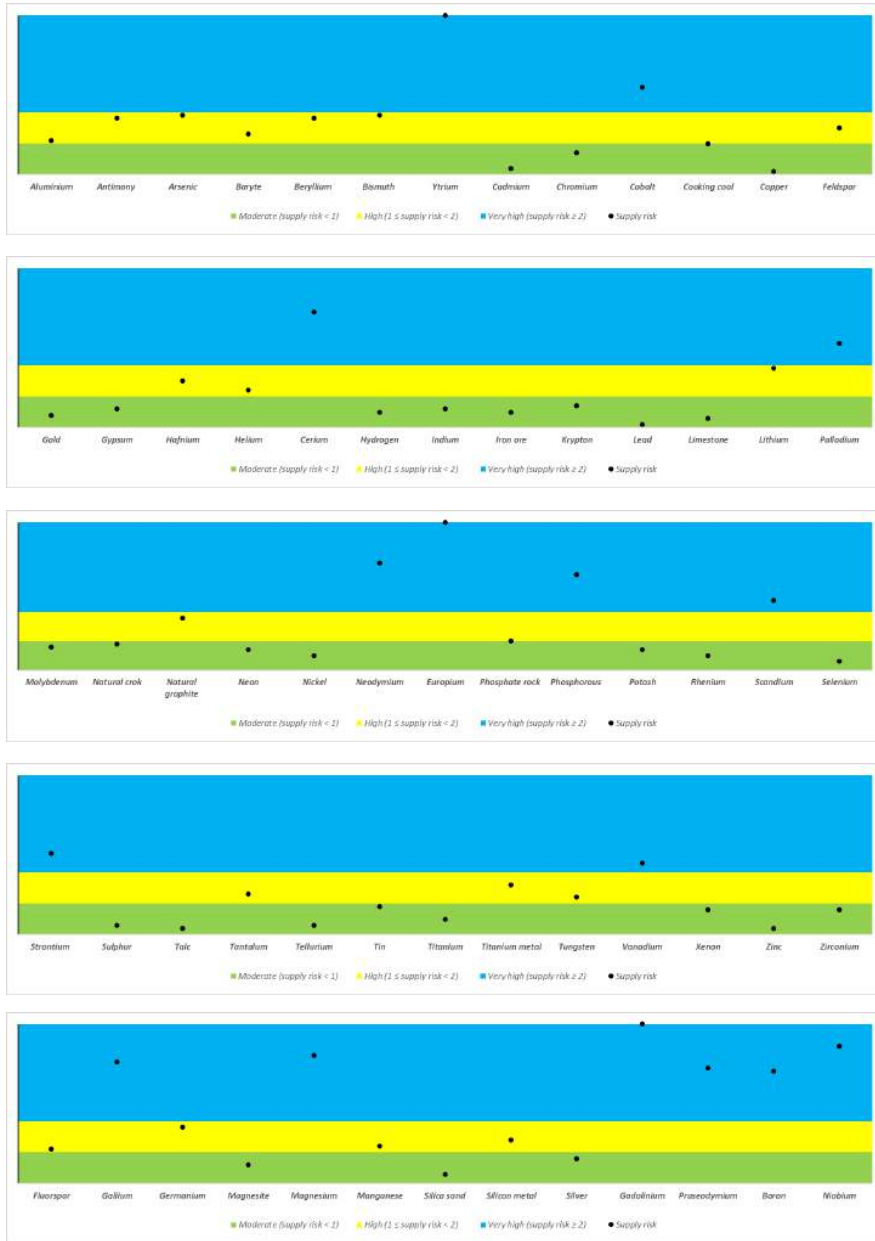 Aluminium Antimony Arsenic Baryte Beryllium Bismuth Ytrium Cadmium Chromium Cobalt Cooking coal Copper Feldspar
Moderate (supply risk < 1) High (1 ≤ supply risk < 2) Very high (supply risk ≥ 2) Supply risk
Gold Gypsum Hafnium Helium Cerium Hydrogen Indium Iron ore Krypton Lead Limestone Lithium Palladium
Moderate (supply risk < 1) High (1 ≤ supply risk < 2) Very high (supply risk ≥ 2) Supply risk
Molybdenum Natural crok Natural graphite Neon Nickel Neodymium Europium Phosphate rock Phosphorous Potash Rhenium Scandium Selenium
Moderate (supply risk < 1) High (1 ≤ supply risk < 2) Very high (supply risk ≥ 2) Supply risk
Strontium Sulphur Talc Tantalum Tellurium Tin Titanium Titanium metal Tungsten Vanadium Xenon Zinc Zirconium
Moderate (supply risk < 1) High (1 ≤ supply risk < 2) Very high (supply risk ≥ 2) Supply risk
Fluorspar Gallium Germanium Magnesite Magnesium Manganese Silica sand Silicon metal Silver Gadolinium Praseodymium Boron Niobium
Moderate (supply risk < 1) High (1 ≤ supply risk < 2) Very high (supply risk ≥ 2) Supply risk